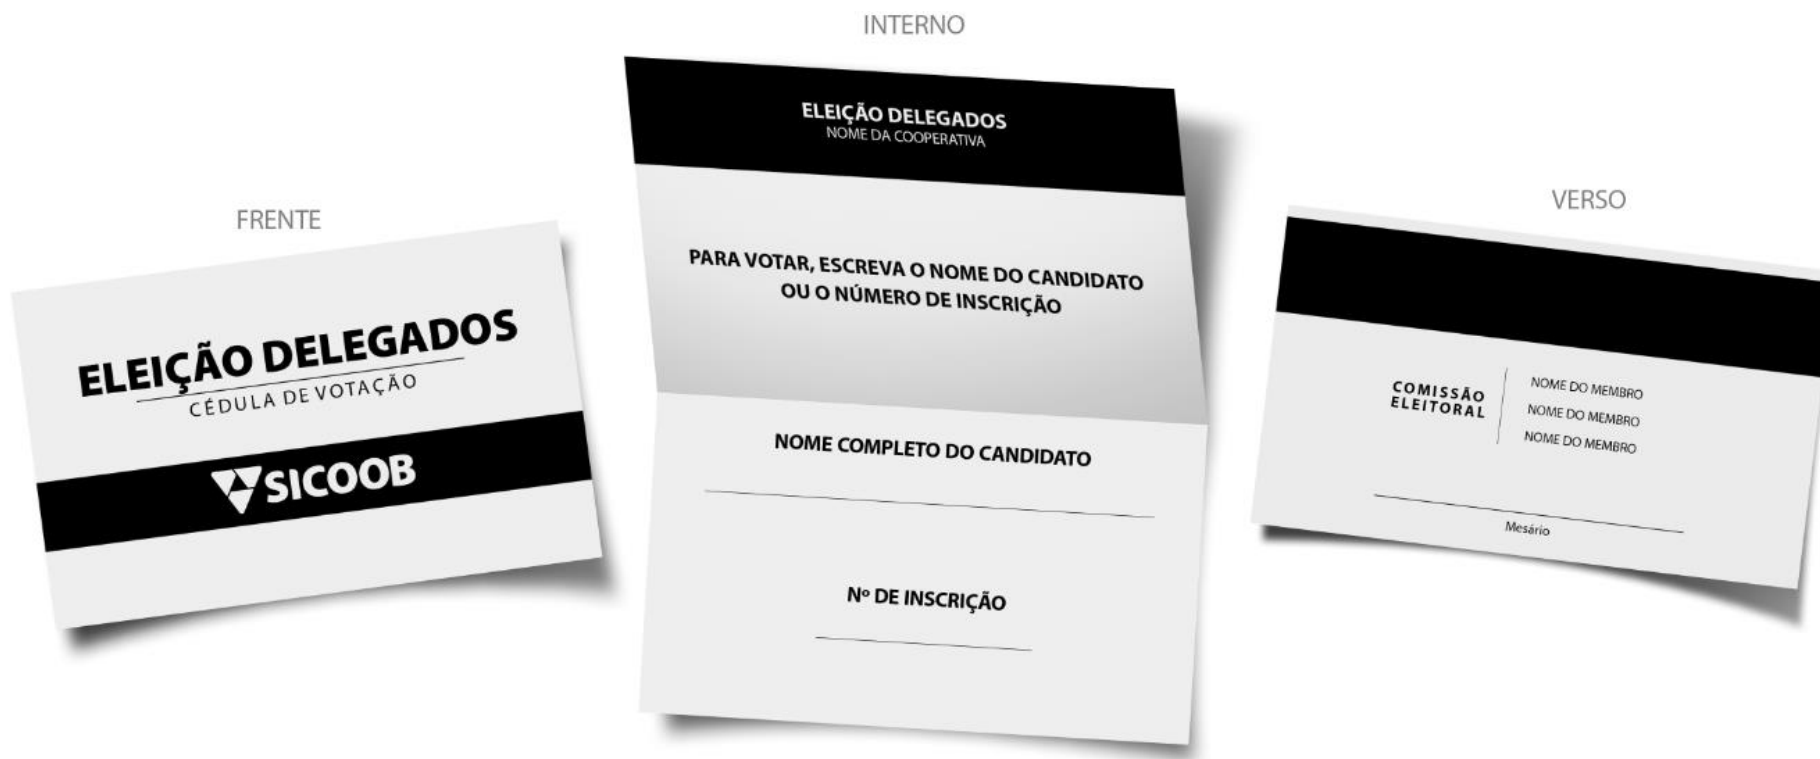 FRENTE
ELEIÇÃO DELEGADOS
CÉDULA DE VOTAÇÃO
SICOOB
INTERNO
ELEIÇÃO DELEGADOS
NOME DA COOPERATIVA
PARA VOTAR, ESCREVA O NOME DO CANDIDATO
OU O NÚMERO DE INSCRIÇÃO
NOME COMPLETO DO CANDIDATO
Nº DE INSCRIÇÃO
VERSO
COMISSÃO
ELEITORAL
NOME DO MEMBRO
NOME DO MEMBRO
NOME DO MEMBRO
Mesário